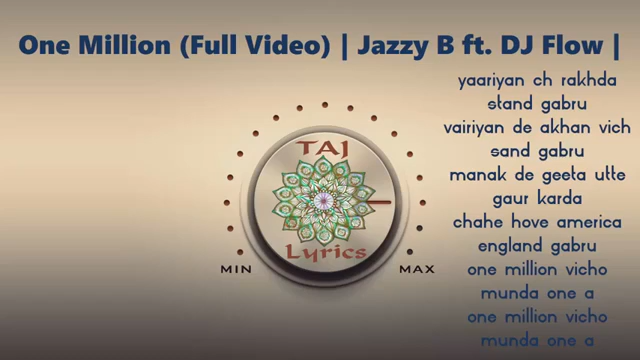 One Million (Full Video) | Jazzy B ft. DJ Flow |
yaariyan ch rakhda
stand gabru
vairiyan de akhan vich
sand gabru
manak de geeta utte
gaur karda
chahe hove america
england gabru
one million vicho
munda one a
one million vicho
munda one a
TAJ
Lyrics
MIN
MAX